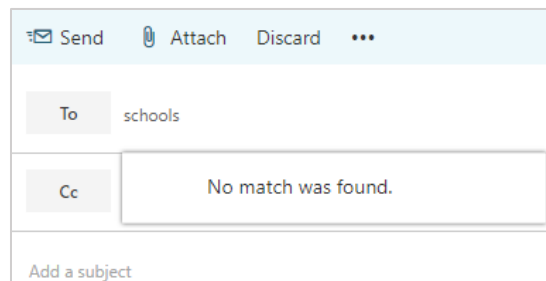 Send Attach Discard •••
To schools
Cc
No match was found.
Add a subject